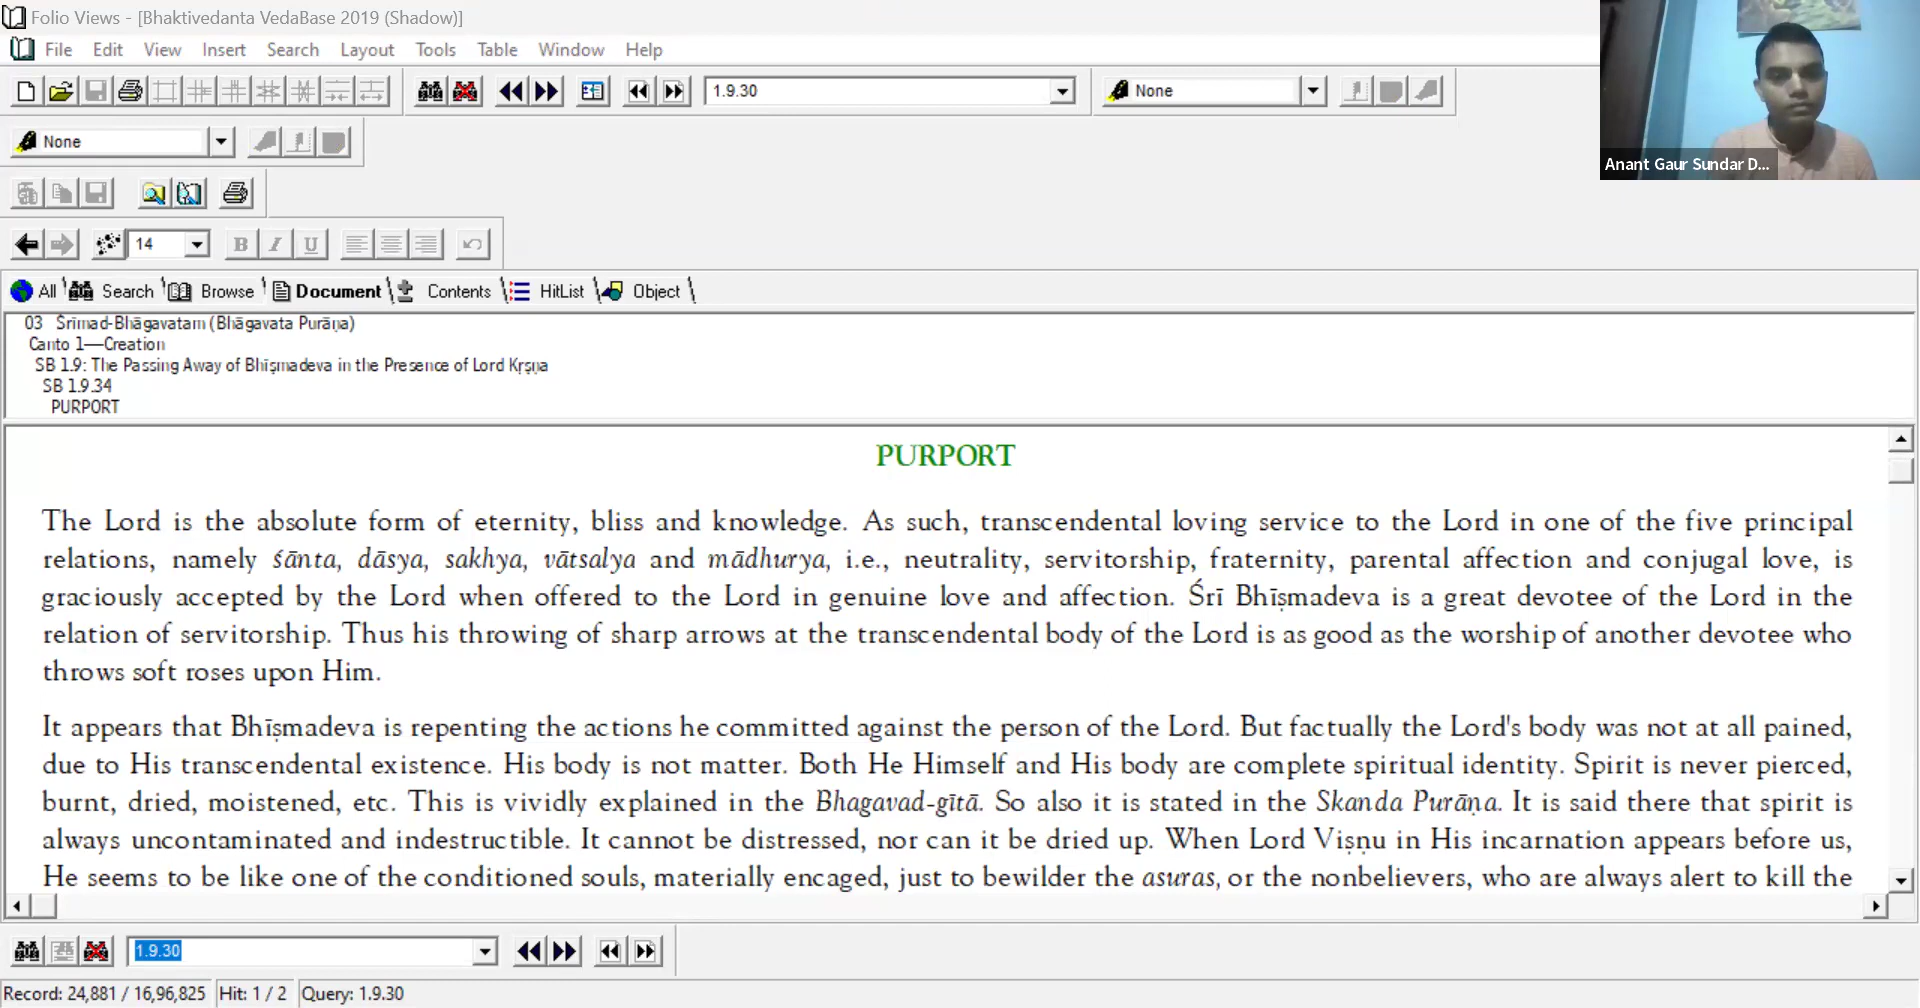 Folio Views - [Bhaktivedanta VedaBase 2019 (Shadow)]
File Edit View Insert Search Layout Tools Table Window Help
1.9.30 None
Anant Gaur Sundar D...
None
14 B I U
All Search Browse Document Contents HitList Object
03 Śrīmad-Bhāgavatam (Bhāgavata Purāṇa)
Canto 1—Creation
SB 1.9: The Passing Away of Bhīṣmadeva in the Presence of Lord Kṛṣṇa
SB 1.9.34
PURPORT
PURPORT
The Lord is the absolute form of eternity, bliss and knowledge. As such, transcendental loving service to the Lord in one of the five principal
relations, namely śānta, dāsya, sakhya, vātsalya and mādhurya, i.e., neutrality, servitorship, fraternity, parental affection and conjugal love, is
graciously accepted by the Lord when offered to the Lord in genuine love and affection. Śrī Bhīṣmadeva is a great devotee of the Lord in the
relation of servitorship. Thus his throwing of sharp arrows at the transcendental body of the Lord is as good as the worship of another devotee who
throws soft roses upon Him.
It appears that Bhīṣmadeva is repenting the actions he committed against the person of the Lord. But factually the Lord's body was not at all pained,
due to His transcendental existence. His body is not matter. Both He Himself and His body are complete spiritual identity. Spirit is never pierced,
burnt, dried, moistened, etc. This is vividly explained in the Bhagavad-gītā. So also it is stated in the Skanda Purāṇa. It is said there that spirit is
always uncontaminated and indestructible. It cannot be distressed, nor can it be dried up. When Lord Viṣṇu in His incarnation appears before us,
He seems to be like one of the conditioned souls, materially encaged, just to bewilder the asuras, or the nonbelievers, who are always alert to kill the
1.9.30
Record: 24,881 / 16,96,825 Hit: 1 / 2 Query: 1.9.30